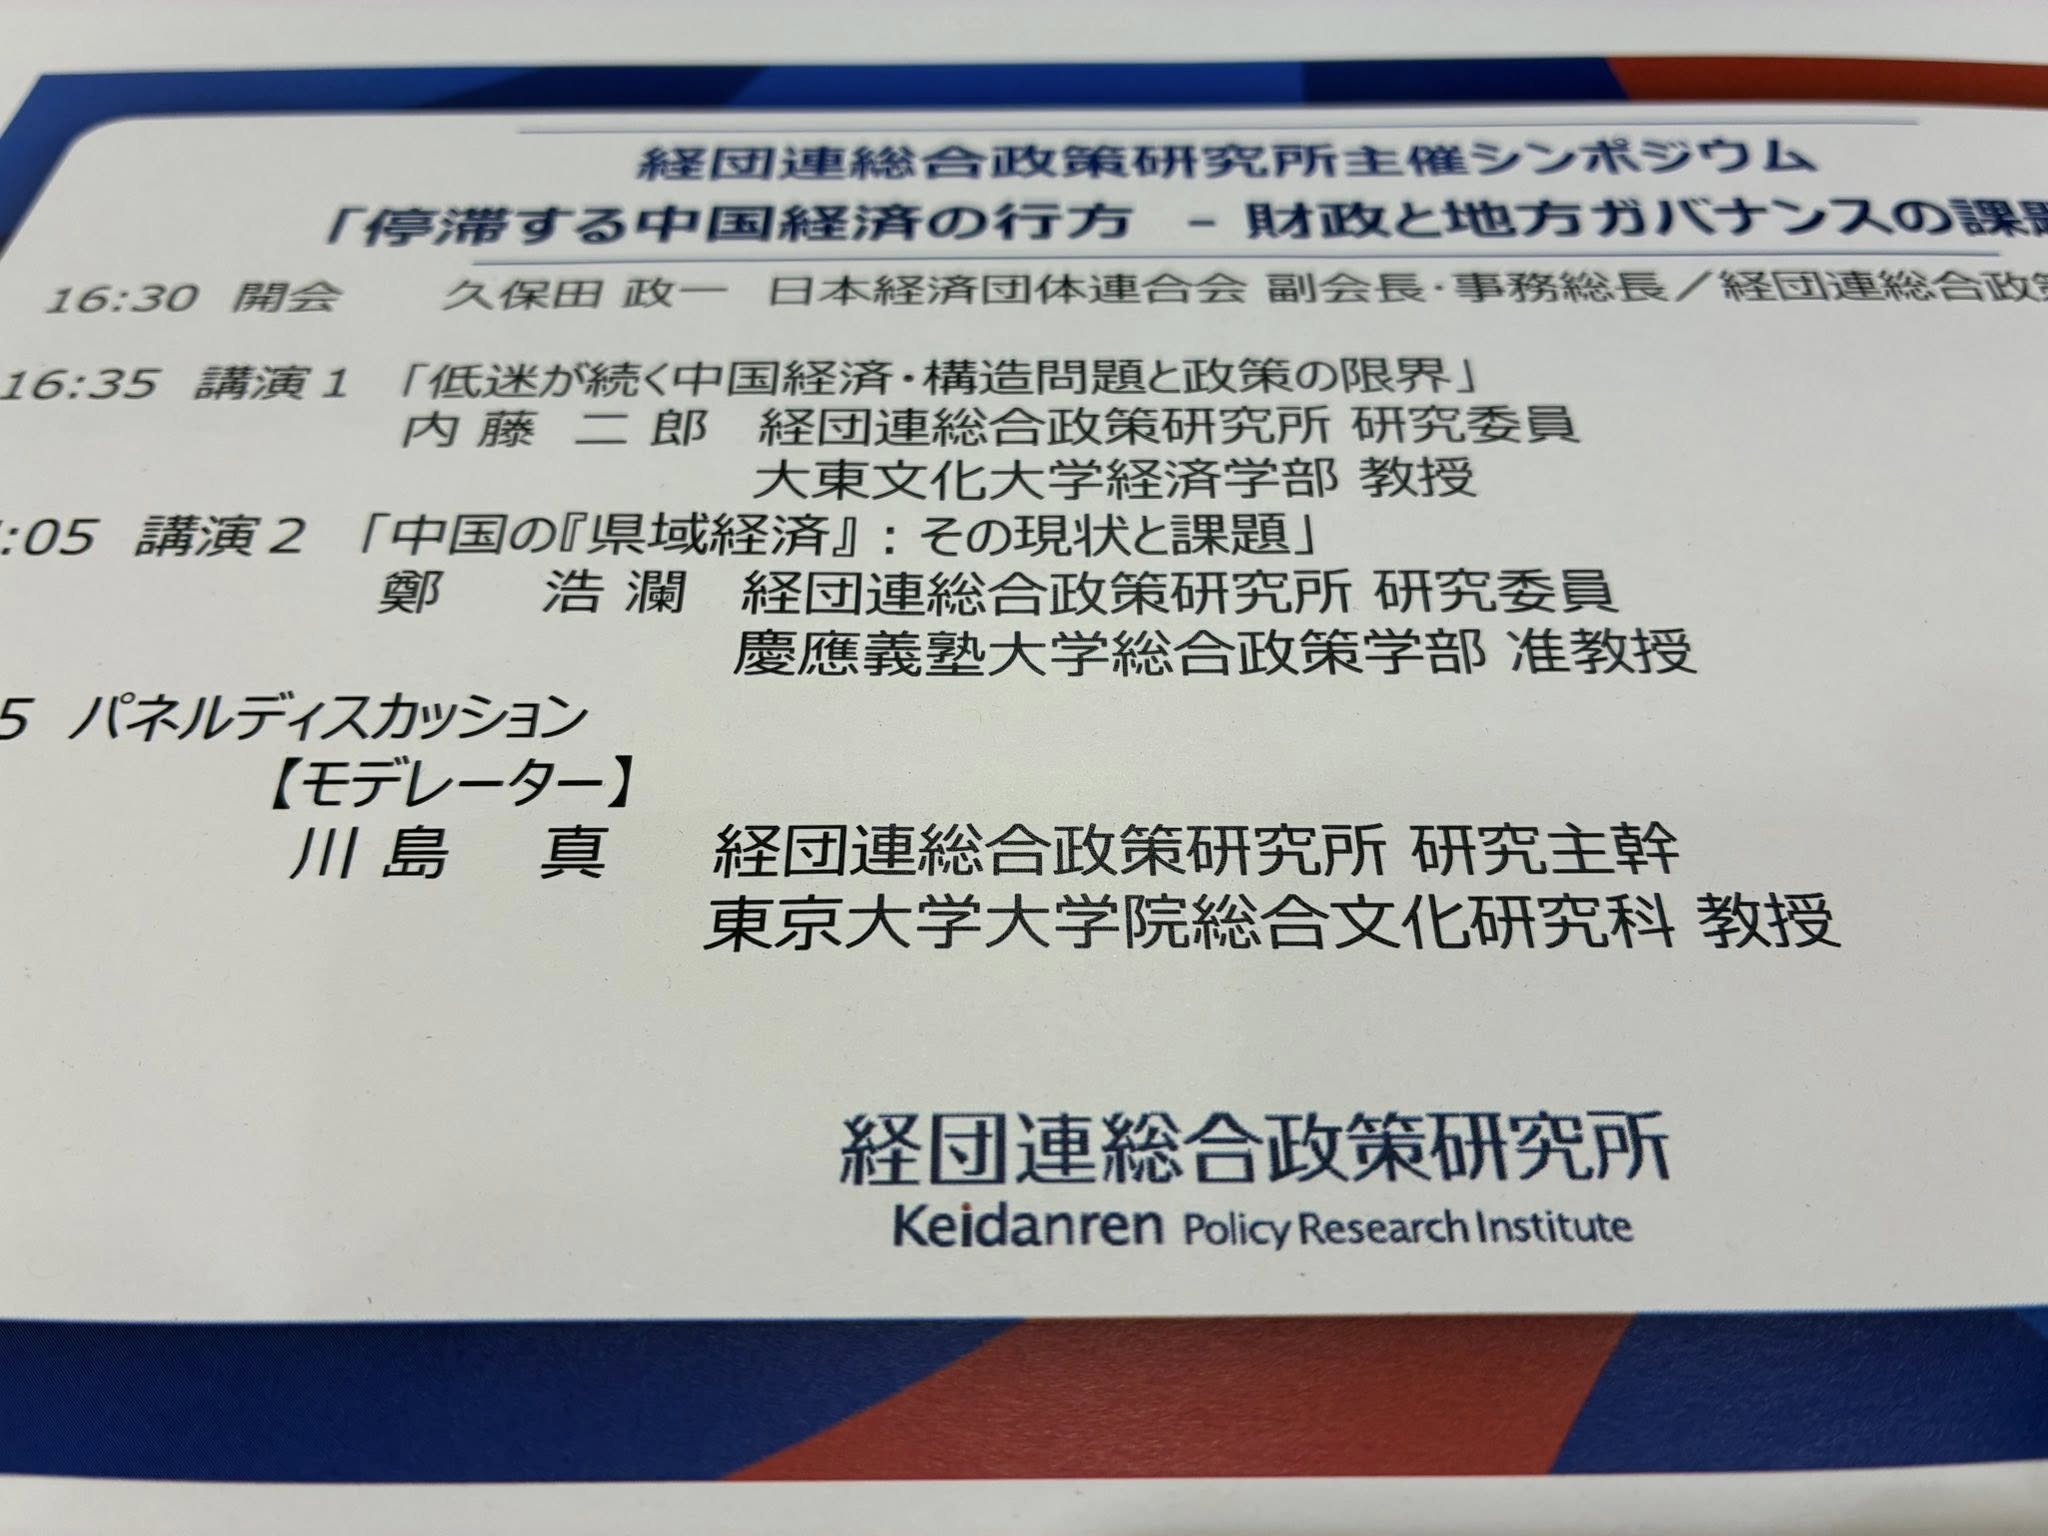 経団連総合政策研究所主催シンポジウム
「停滞する中国経済の行方 - 財政と地方ガバナンスの課題
16:30 開会 久保田 政一 日本経済団体連合会 副会長・事務総長／経団連総合政策
16:35 講演1 「低迷が続く中国経済・構造問題と政策の限界」
内藤 二郎 経団連総合政策研究所 研究委員
大東文化大学経済学部 教授
:05 講演2 「中国の『県域経済』：その現状と課題」
鄭 浩瀾 経団連総合政策研究所 研究委員
慶應義塾大学総合政策学部 准教授
5 パネルディスカッション
【モデレーター】
川島 真 経団連総合政策研究所 研究主幹
東京大学大学院総合文化研究科 教授
経団連総合政策研究所
Keidanren Policy Research Institute